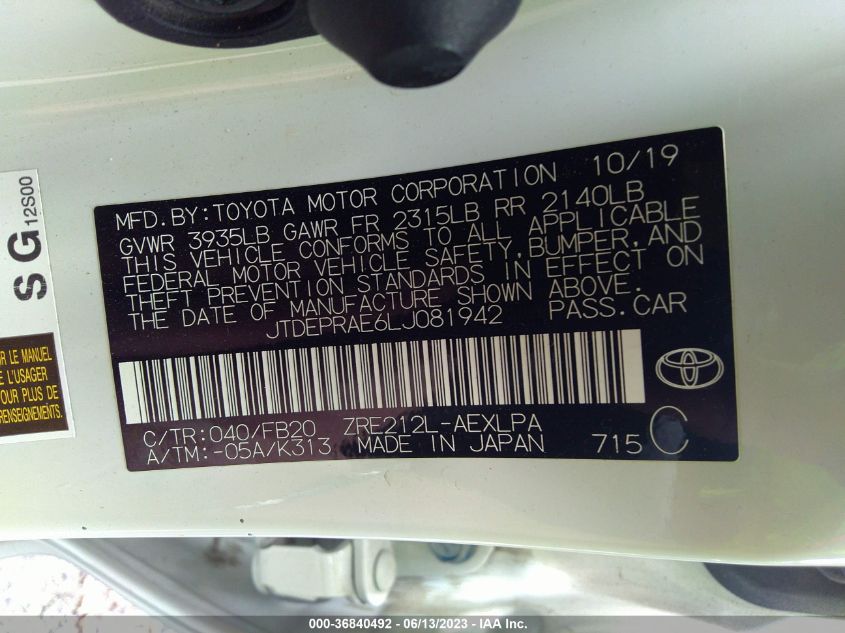 MFD.BY:TOYOTA MOTOR CORPORATION 10/19
GVWR 3935LB GAWR FR 2315LB RR 2140LB
THIS VEHICLE CONFORMS TO ALL APPLICABLE
FEDERAL MOTOR VEHICLE SAFETY,BUMPER,AND
THEFT PREVENTION STANDARDS IN EFFECT ON
THE DATE OF MANUFACTURE SHOWN ABOVE.
JTDEPRAE6LJ081942 PASS.CAR
C/TR:040/FB20 ZRE212L-AEXLPA
A/TM:-05A/K313 MADE IN JAPAN 715 C
SG 12S00
R LE MANUEL
E L'USAGER
POUR PLUS DE
RENSEIGNEMENTS.
000-36840492 - 06/13/2023 - IAA Inc.